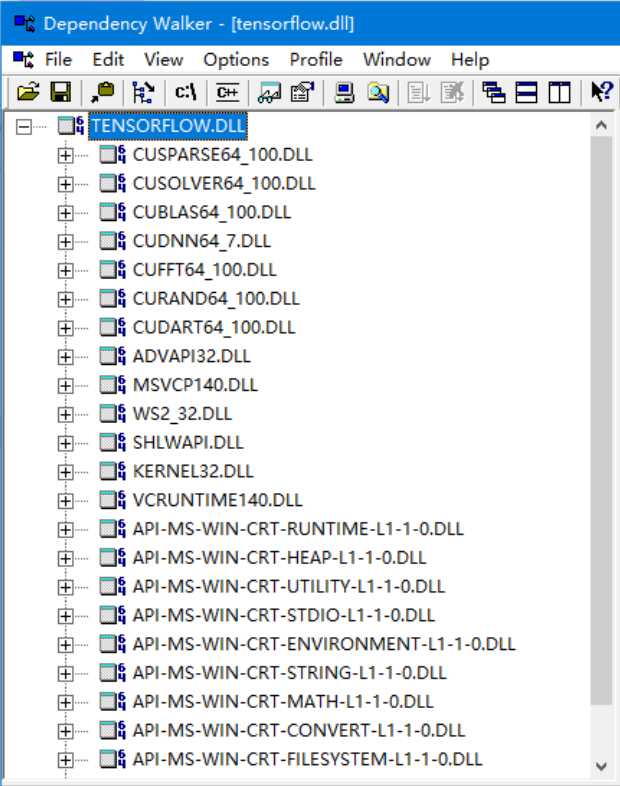 Dependency Walker - [tensorflow.dll]
File Edit View Options Profile Window Help
c:\ C++
TENSORFLOW.DLL
CUSPARSE64_100.DLL
CUSOLVER64_100.DLL
CUBLAS64_100.DLL
CUDNN64_7.DLL
CUFFT64_100.DLL
CURAND64_100.DLL
CUDART64_100.DLL
ADVAPI32.DLL
MSVCP140.DLL
WS2_32.DLL
SHLWAPI.DLL
KERNEL32.DLL
VCRUNTIME140.DLL
API-MS-WIN-CRT-RUNTIME-L1-1-0.DLL
API-MS-WIN-CRT-HEAP-L1-1-0.DLL
API-MS-WIN-CRT-UTILITY-L1-1-0.DLL
API-MS-WIN-CRT-STDIO-L1-1-0.DLL
API-MS-WIN-CRT-ENVIRONMENT-L1-1-0.DLL
API-MS-WIN-CRT-STRING-L1-1-0.DLL
API-MS-WIN-CRT-MATH-L1-1-0.DLL
API-MS-WIN-CRT-CONVERT-L1-1-0.DLL
API-MS-WIN-CRT-FILESYSTEM-L1-1-0.DLL